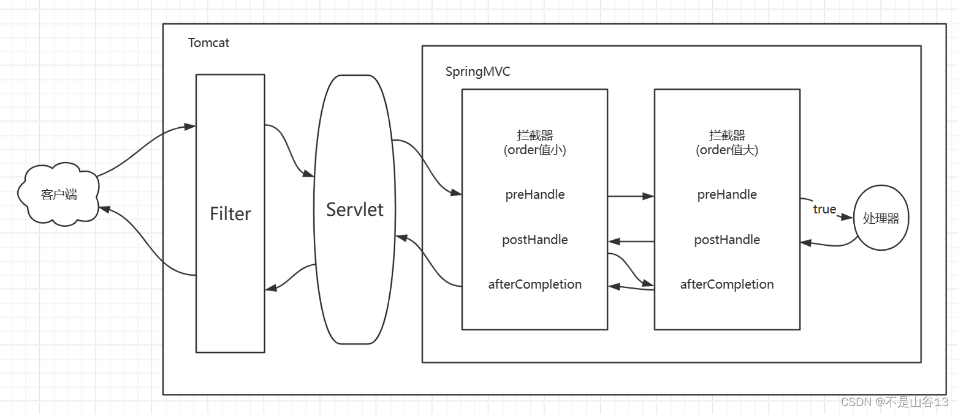 Tomcat
SpringMVC
客户端
Filter
Servlet
拦截器
(order值小)
preHandle
postHandle
afterCompletion
拦截器
(order值大)
preHandle
postHandle
afterCompletion
true
处理器
CSDN @不是山谷13